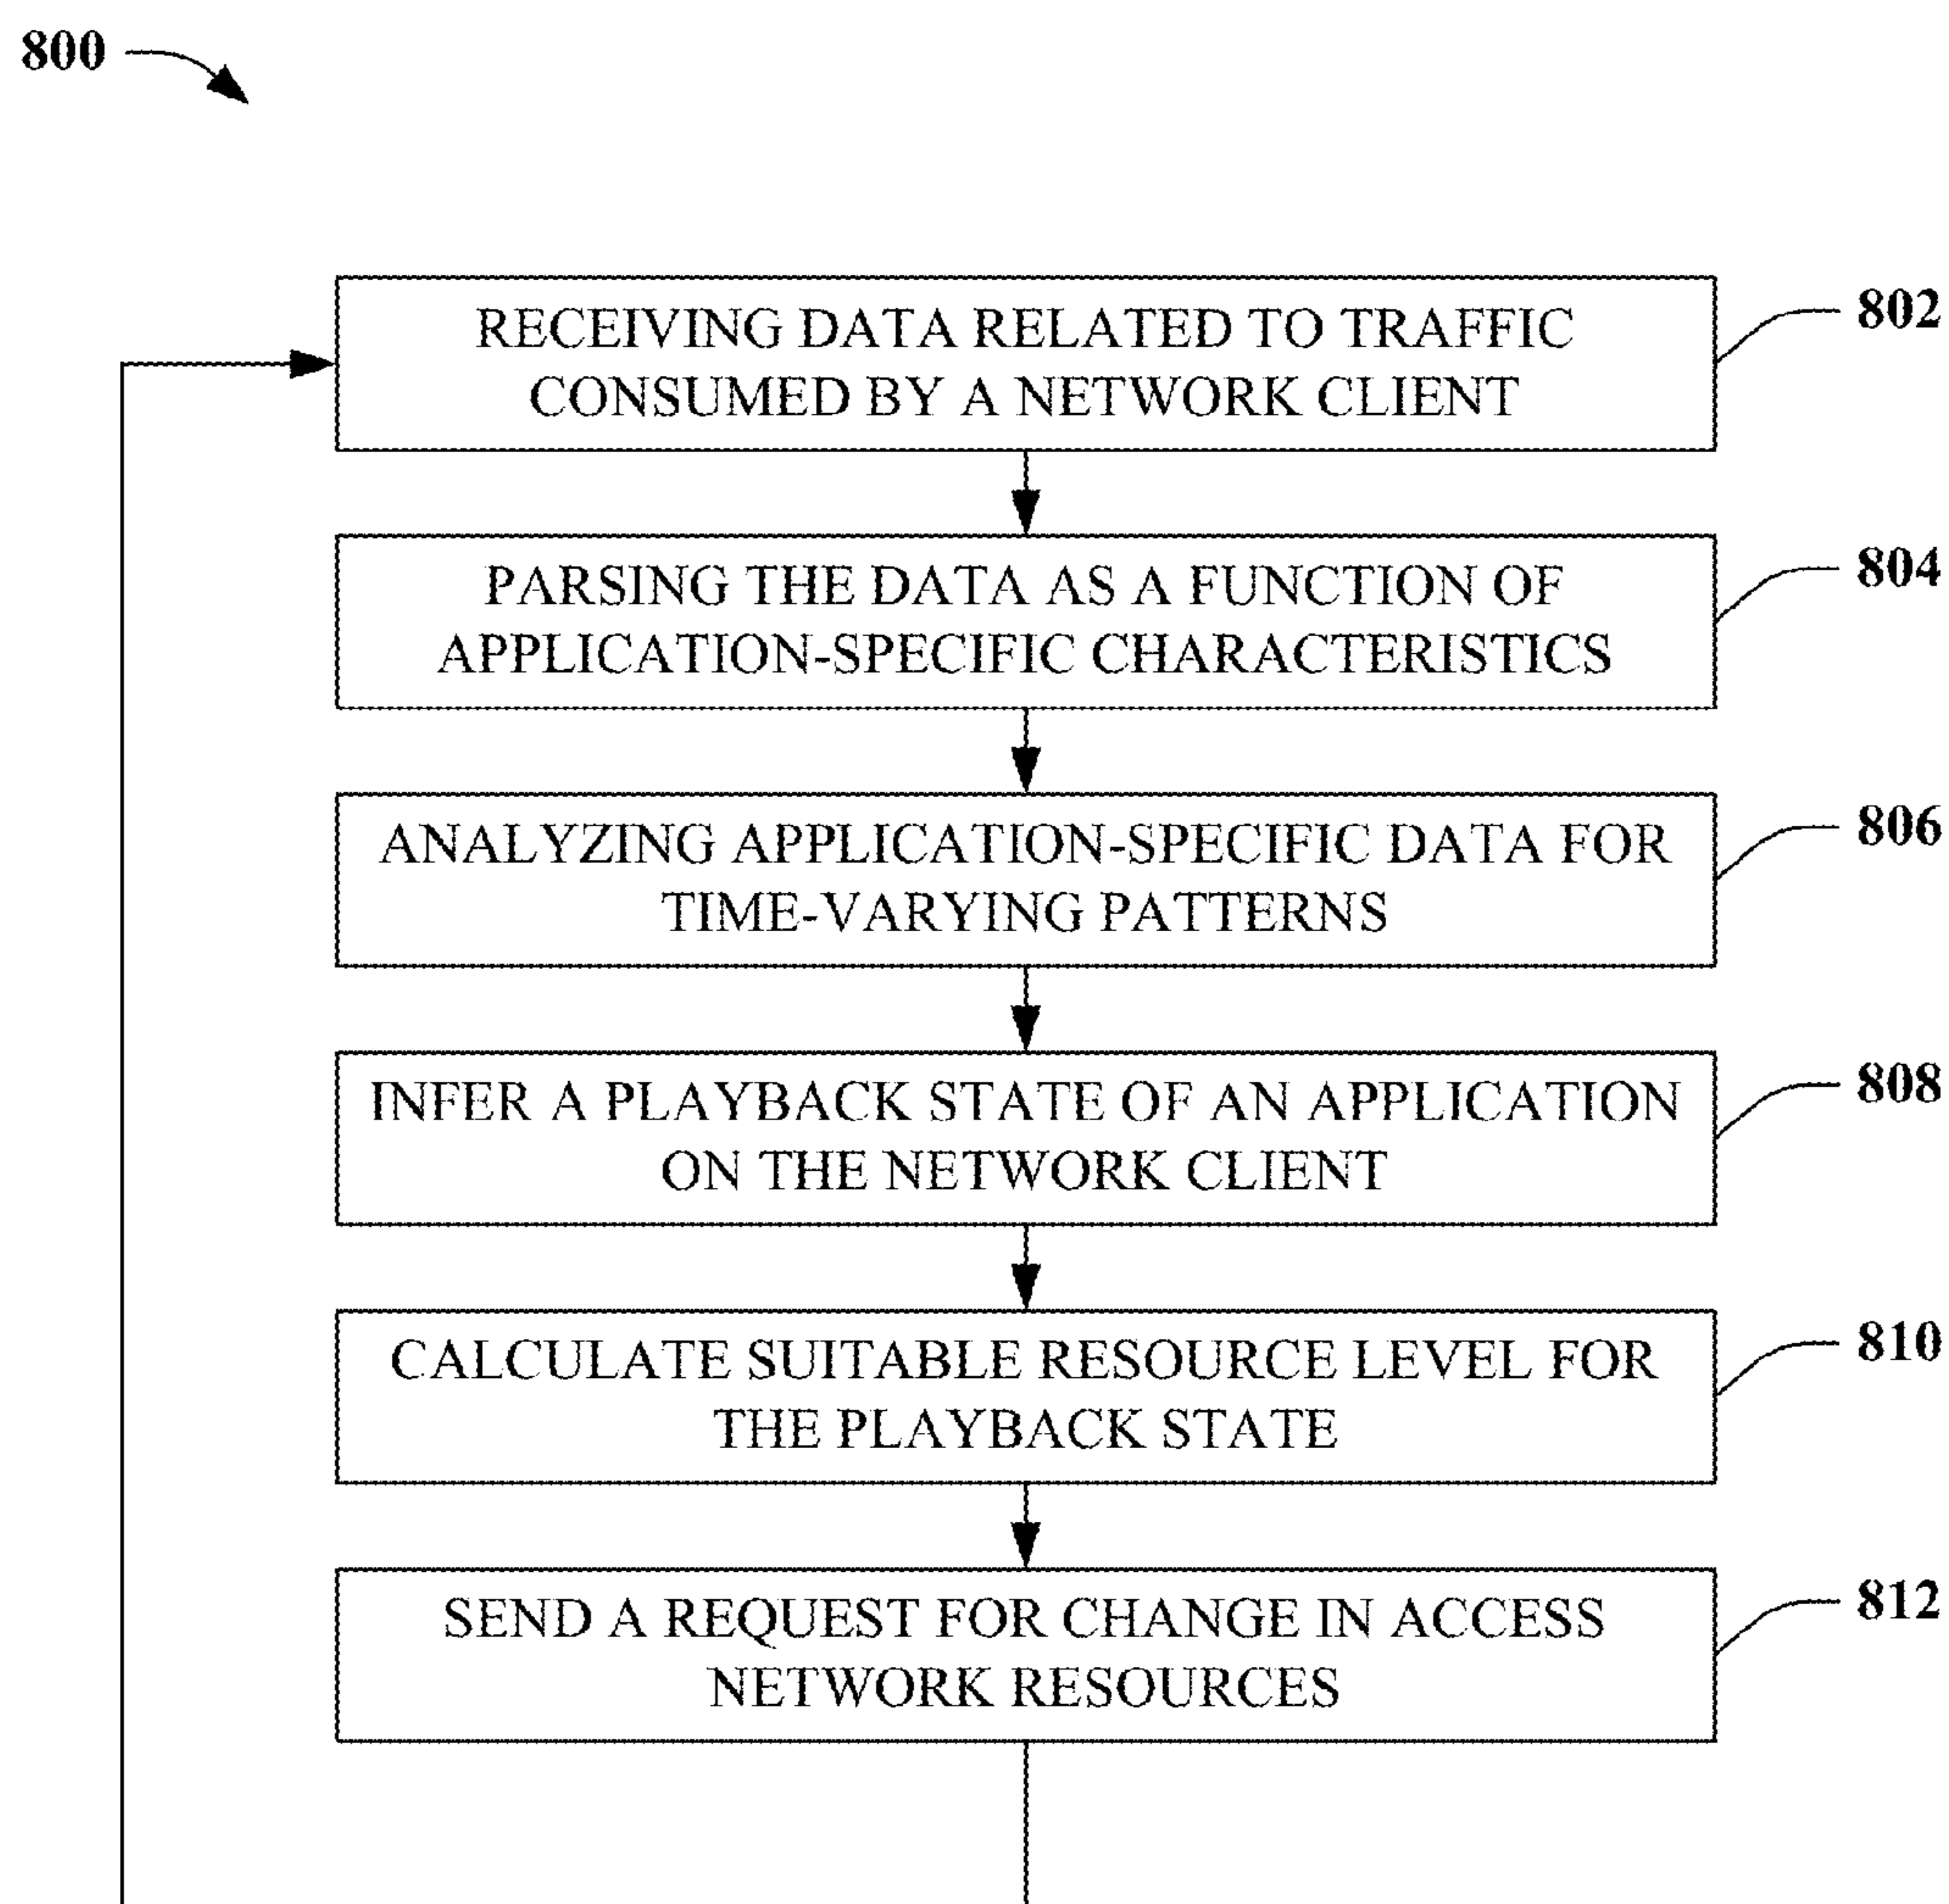 800
RECEIVING DATA RELATED TO TRAFFIC
CONSUMED BY A NETWORK CLIENT
802
PARSING THE DATA AS A FUNCTION OF
APPLICATION-SPECIFIC CHARACTERISTICS
804
ANALYZING APPLICATION-SPECIFIC DATA FOR
TIME-VARYING PATTERNS
806
INFER A PLAYBACK STATE OF AN APPLICATION
ON THE NETWORK CLIENT
808
CALCULATE SUITABLE RESOURCE LEVEL FOR
THE PLAYBACK STATE
810
SEND A REQUEST FOR CHANGE IN ACCESS
NETWORK RESOURCES
812